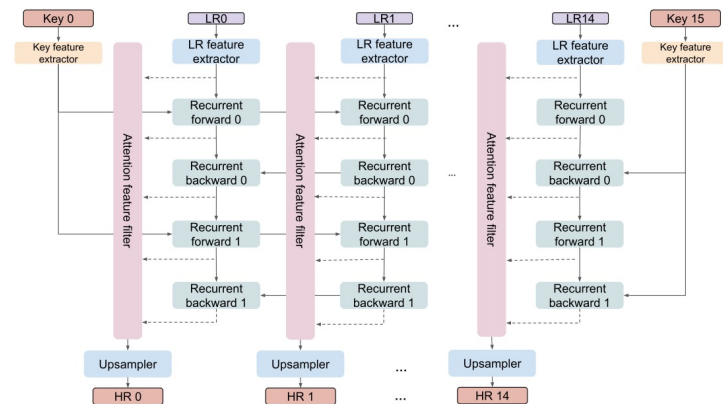 Key 0
LR0
LR1
...
LR14
Key 15
Key feature
extractor
LR feature
extractor
LR feature
extractor
LR feature
extractor
Key feature
extractor
Attention feature filter
Recurrent
forward 0
Recurrent
backward 0
Recurrent
forward 1
Recurrent
backward 1
Attention feature filter
Recurrent
forward 0
Recurrent
backward 0
Recurrent
forward 1
Recurrent
backward 1
...
Attention feature filter
Recurrent
forward 0
Recurrent
backward 0
Recurrent
forward 1
Recurrent
backward 1
Upsampler
Upsampler
...
Upsampler
HR 0
HR 1
...
HR 14